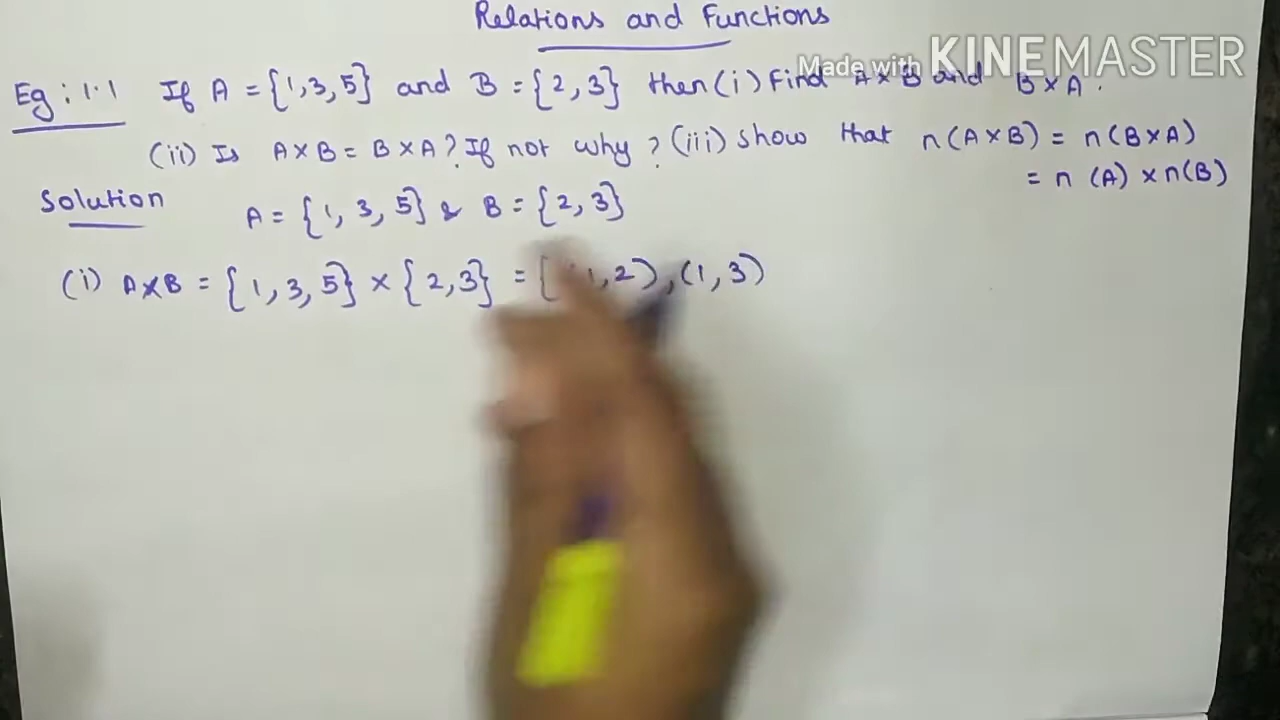 Relations and Functions
Made with KINEMASTER
Eg : 1.1 If A = {1,3,5} and B = {2,3} then (i) Find A×B and B×A.
(ii) Is A×B = B×A? If not why? (iii) Show that n(A×B) = n(B×A)
= n (A) × n(B)
Solution A = {1, 3, 5} & B = {2, 3}
(i) A×B = {1, 3, 5} × {2,3} = {(1,2), (1,3)